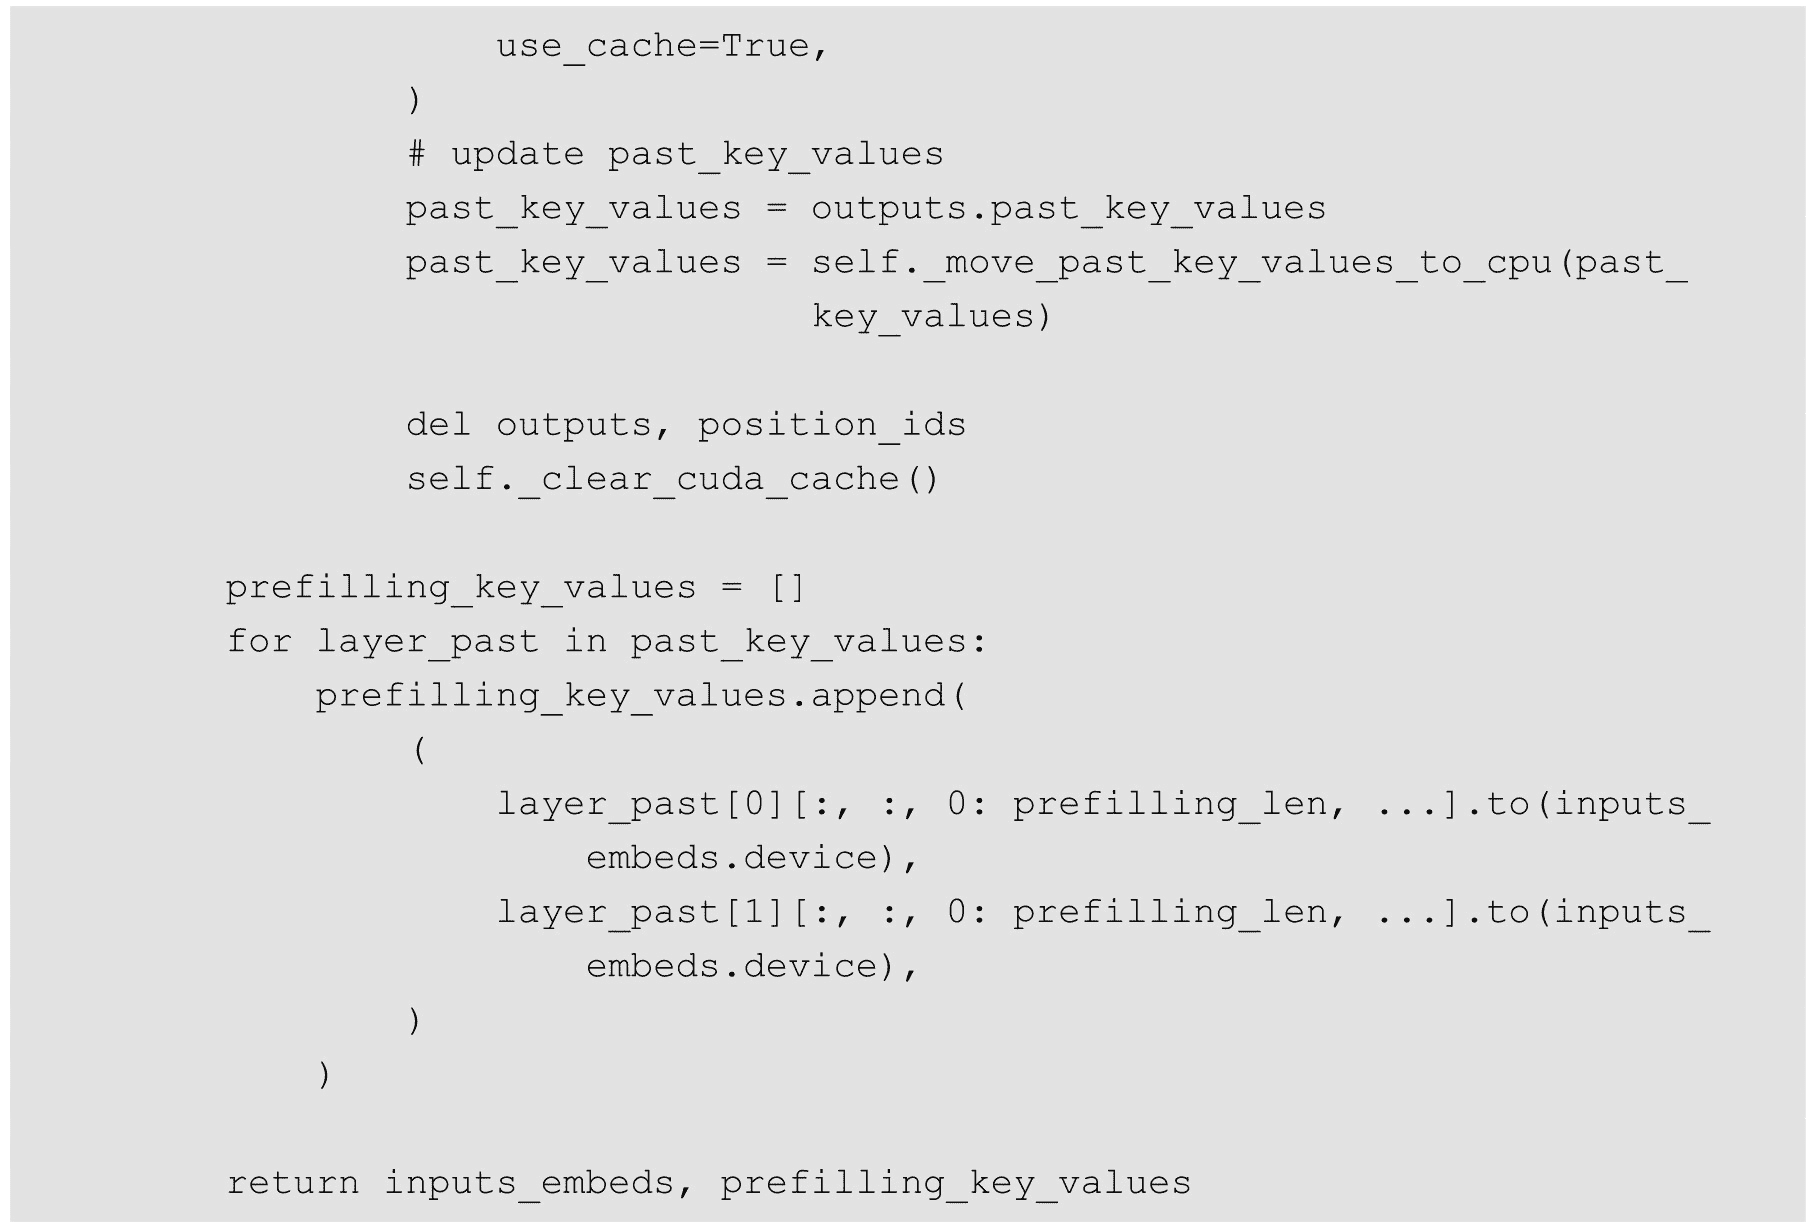 use_cache=True,
)
# update past_key_values
past_key_values = outputs.past_key_values
past_key_values = self._move_past_key_values_to_cpu(past_
key_values)
del outputs, position_ids
self._clear_cuda_cache()
prefilling_key_values = []
for layer_past in past_key_values:
prefilling_key_values.append(
(
layer_past[0][:, :, 0: prefilling_len, ...].to(inputs_
embeds.device),
layer_past[1][:, :, 0: prefilling_len, ...].to(inputs_
embeds.device),
)
)
return inputs_embeds, prefilling_key_values